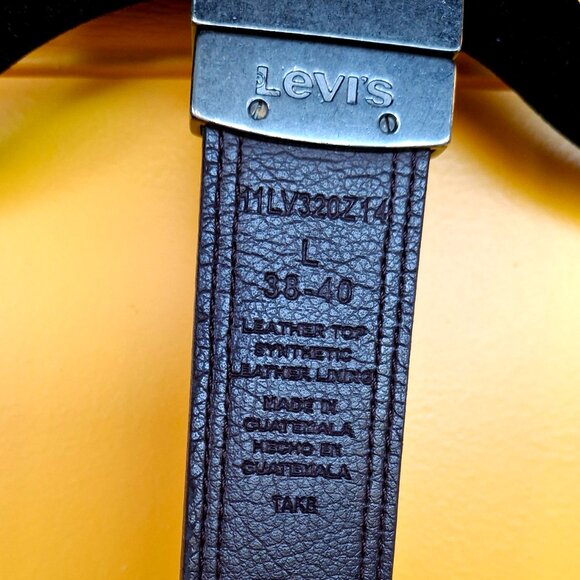 Levi's
11LV320Z14
L
38-40
LEATHER TOP
SYNTHETIC
LEATHER LINING
MADE IN
GUATEMALA
HECHO EN
GUATEMALA
TAKE